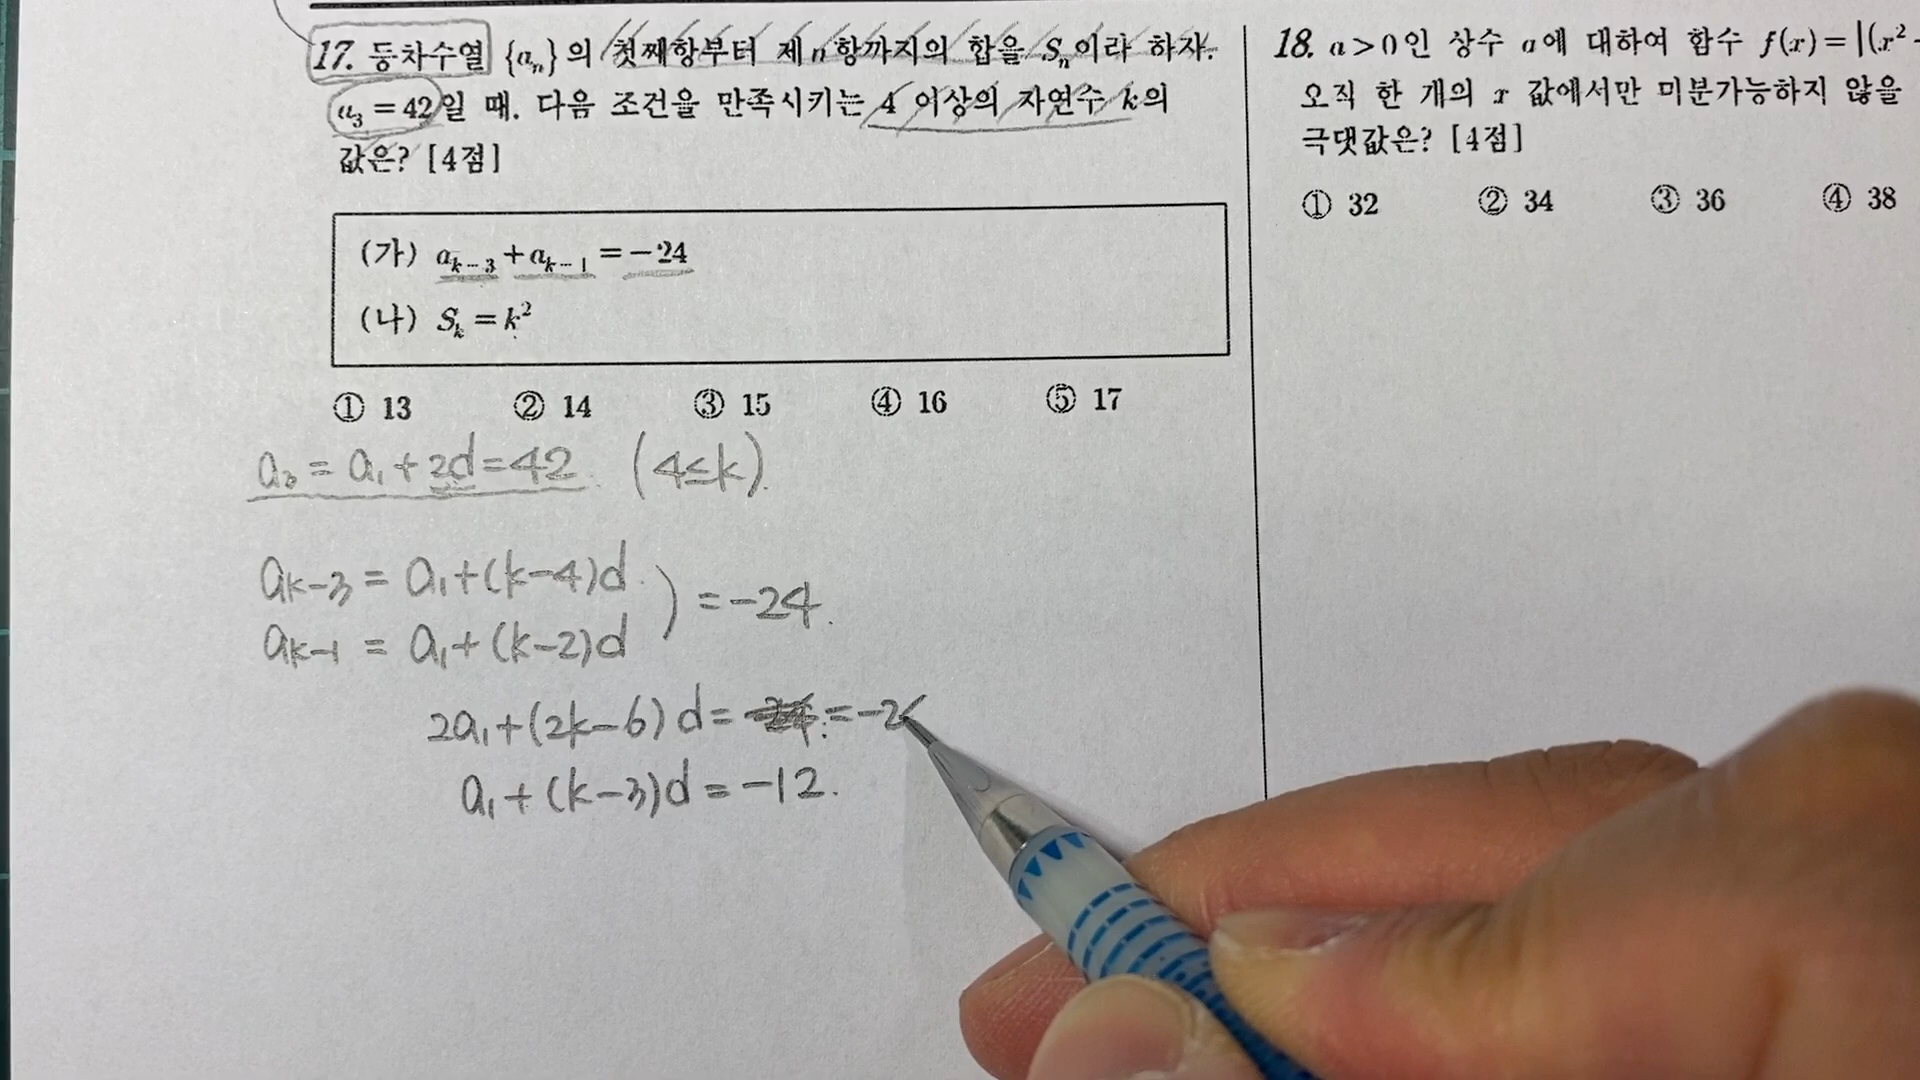 17. 등차수열 {aₙ}의 첫째항부터 제n항까지의 합을 Sₙ이라 하자.
a₃ = 42일 때, 다음 조건을 만족시키는 4 이상의 자연수 k의
값은? [4점]
(가) aₖ₋₃ + aₖ₋₁ = -24
(나) Sₖ = k²
① 13 ② 14 ③ 15 ④ 16 ⑤ 17
a₃ = a₁ + 2d = 42. (4≤k).
aₖ₋₃ = a₁ + (k-4)d
aₖ₋₁ = a₁ + (k-2)d ) = -24.
2a₁ + (2k-6)d = = -2
a₁ + (k-3)d = -12.
18. a > 0인 상수 a에 대하여 함수 f(x) = |(x²
오직 한 개의 x 값에서만 미분가능하지 않을
극댓값은? [4점]
① 32 ② 34 ③ 36 ④ 38